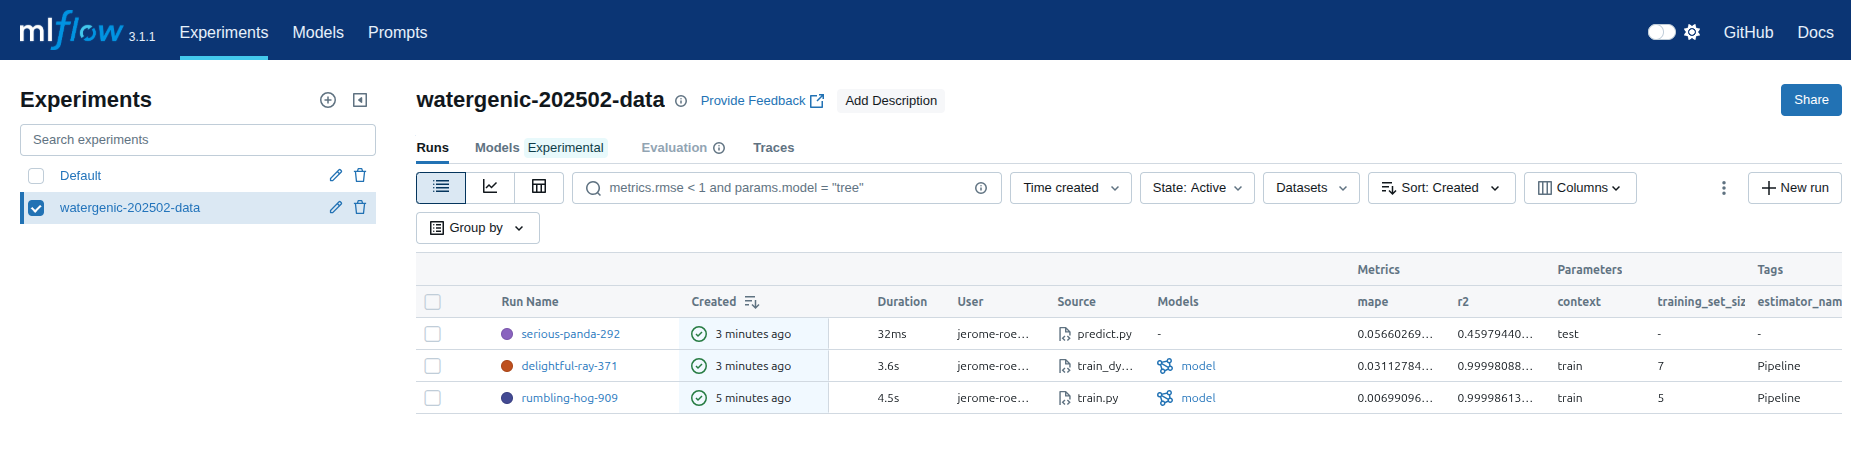 mlflow 3.1.1 Experiments Models Prompts GitHub Docs
Experiments
Search experiments
Default
watergenic-202502-data
watergenic-202502-data Provide Feedback Add Description Share
Runs Models Experimental Evaluation Traces
metrics.rmse < 1 and params.model = "tree" Time created State: Active Datasets Sort: Created Columns New run
Group by
Metrics Parameters Tags
Run Name Created Duration User Source Models mape r2 context training_set_siz estimator_nam
serious-panda-292 3 minutes ago 32ms jerome-roe... predict.py - 0.05660269... 0.45979440... test - -
delightful-ray-371 3 minutes ago 3.6s jerome-roe... train_dy... model 0.03112784... 0.99998088... train 7 Pipeline
rumbling-hog-909 5 minutes ago 4.5s jerome-roe... train.py model 0.00699096... 0.99998613... train 5 Pipeline